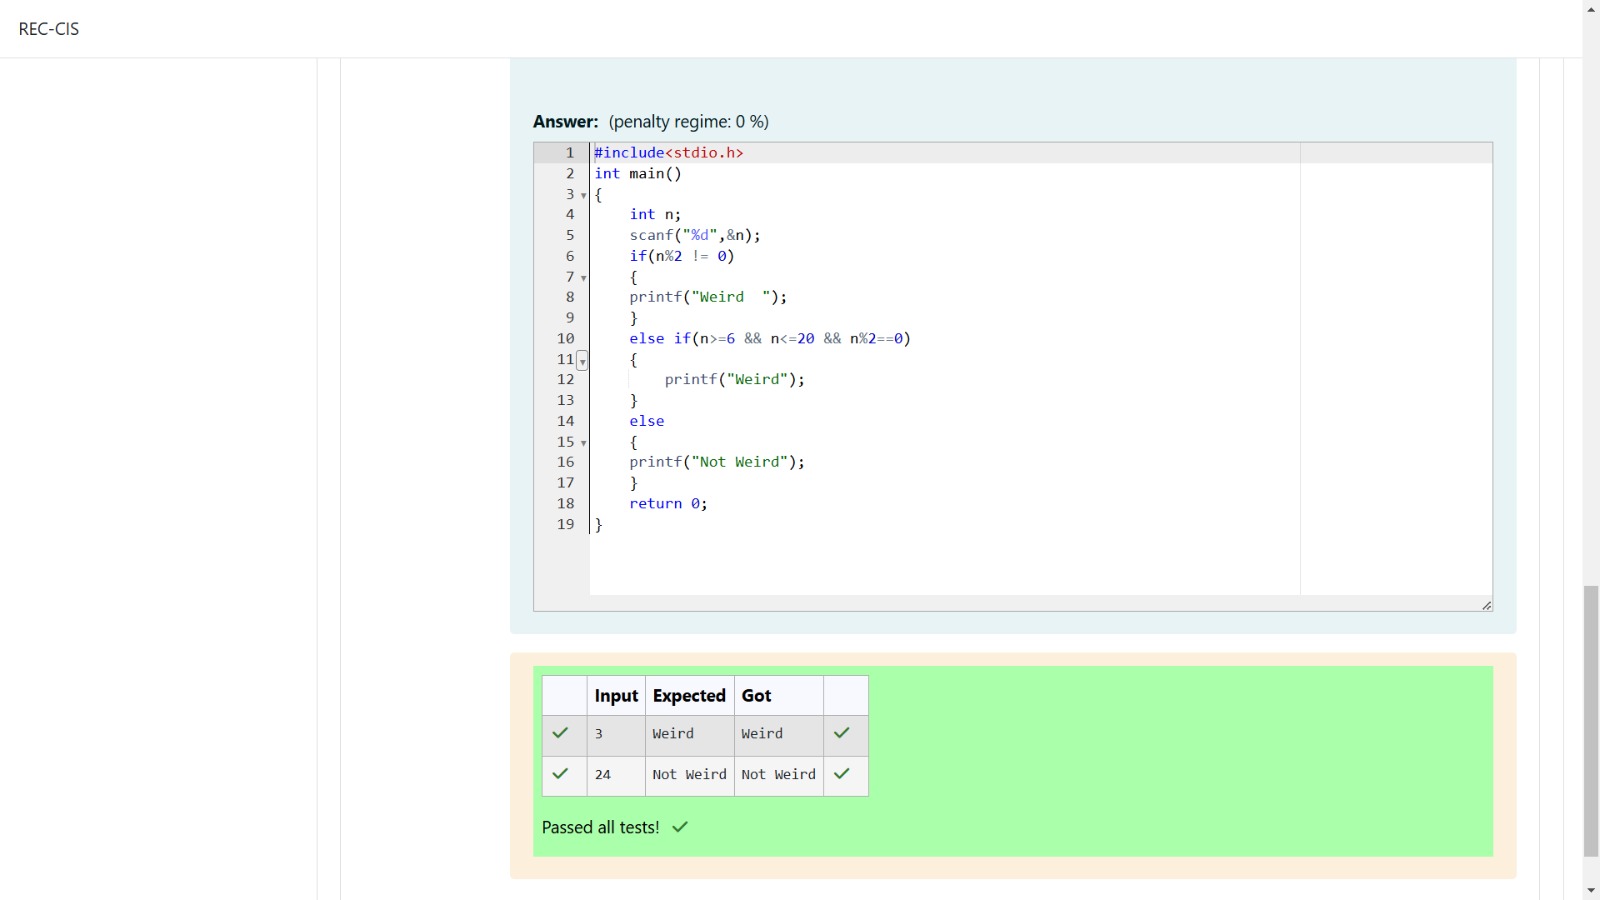 REC-CIS
Answer: (penalty regime: 0 %)
1 #include<stdio.h>
2 int main()
3 {
4     int n;
5     scanf("%d",&n);
6     if(n%2 != 0)
7     {
8     printf("Weird  ");
9     }
10     else if(n>=6 && n<=20 && n%2==0)
11     {
12         printf("Weird");
13     }
14     else
15     {
16     printf("Not Weird");
17     }
18     return 0;
19 }
Input Expected Got
3 Weird Weird
24 Not Weird Not Weird
Passed all tests!